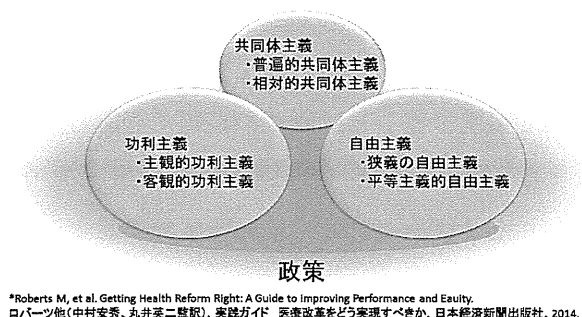 共同体主義
・普遍的共同体主義
・相対的共同体主義
功利主義
・主観的功利主義
・客観的功利主義
自由主義
・狭義の自由主義
・平等主義的自由主義
政策
*Roberts M, et al. Getting Health Reform Right: A Guide to Improving Performance and Eauity.
ロバーツ他(中村安秀、丸井英二監訳)、実践ガイド 医療改革をどう実現すべきか, 日本経済新聞出版社, 2014.